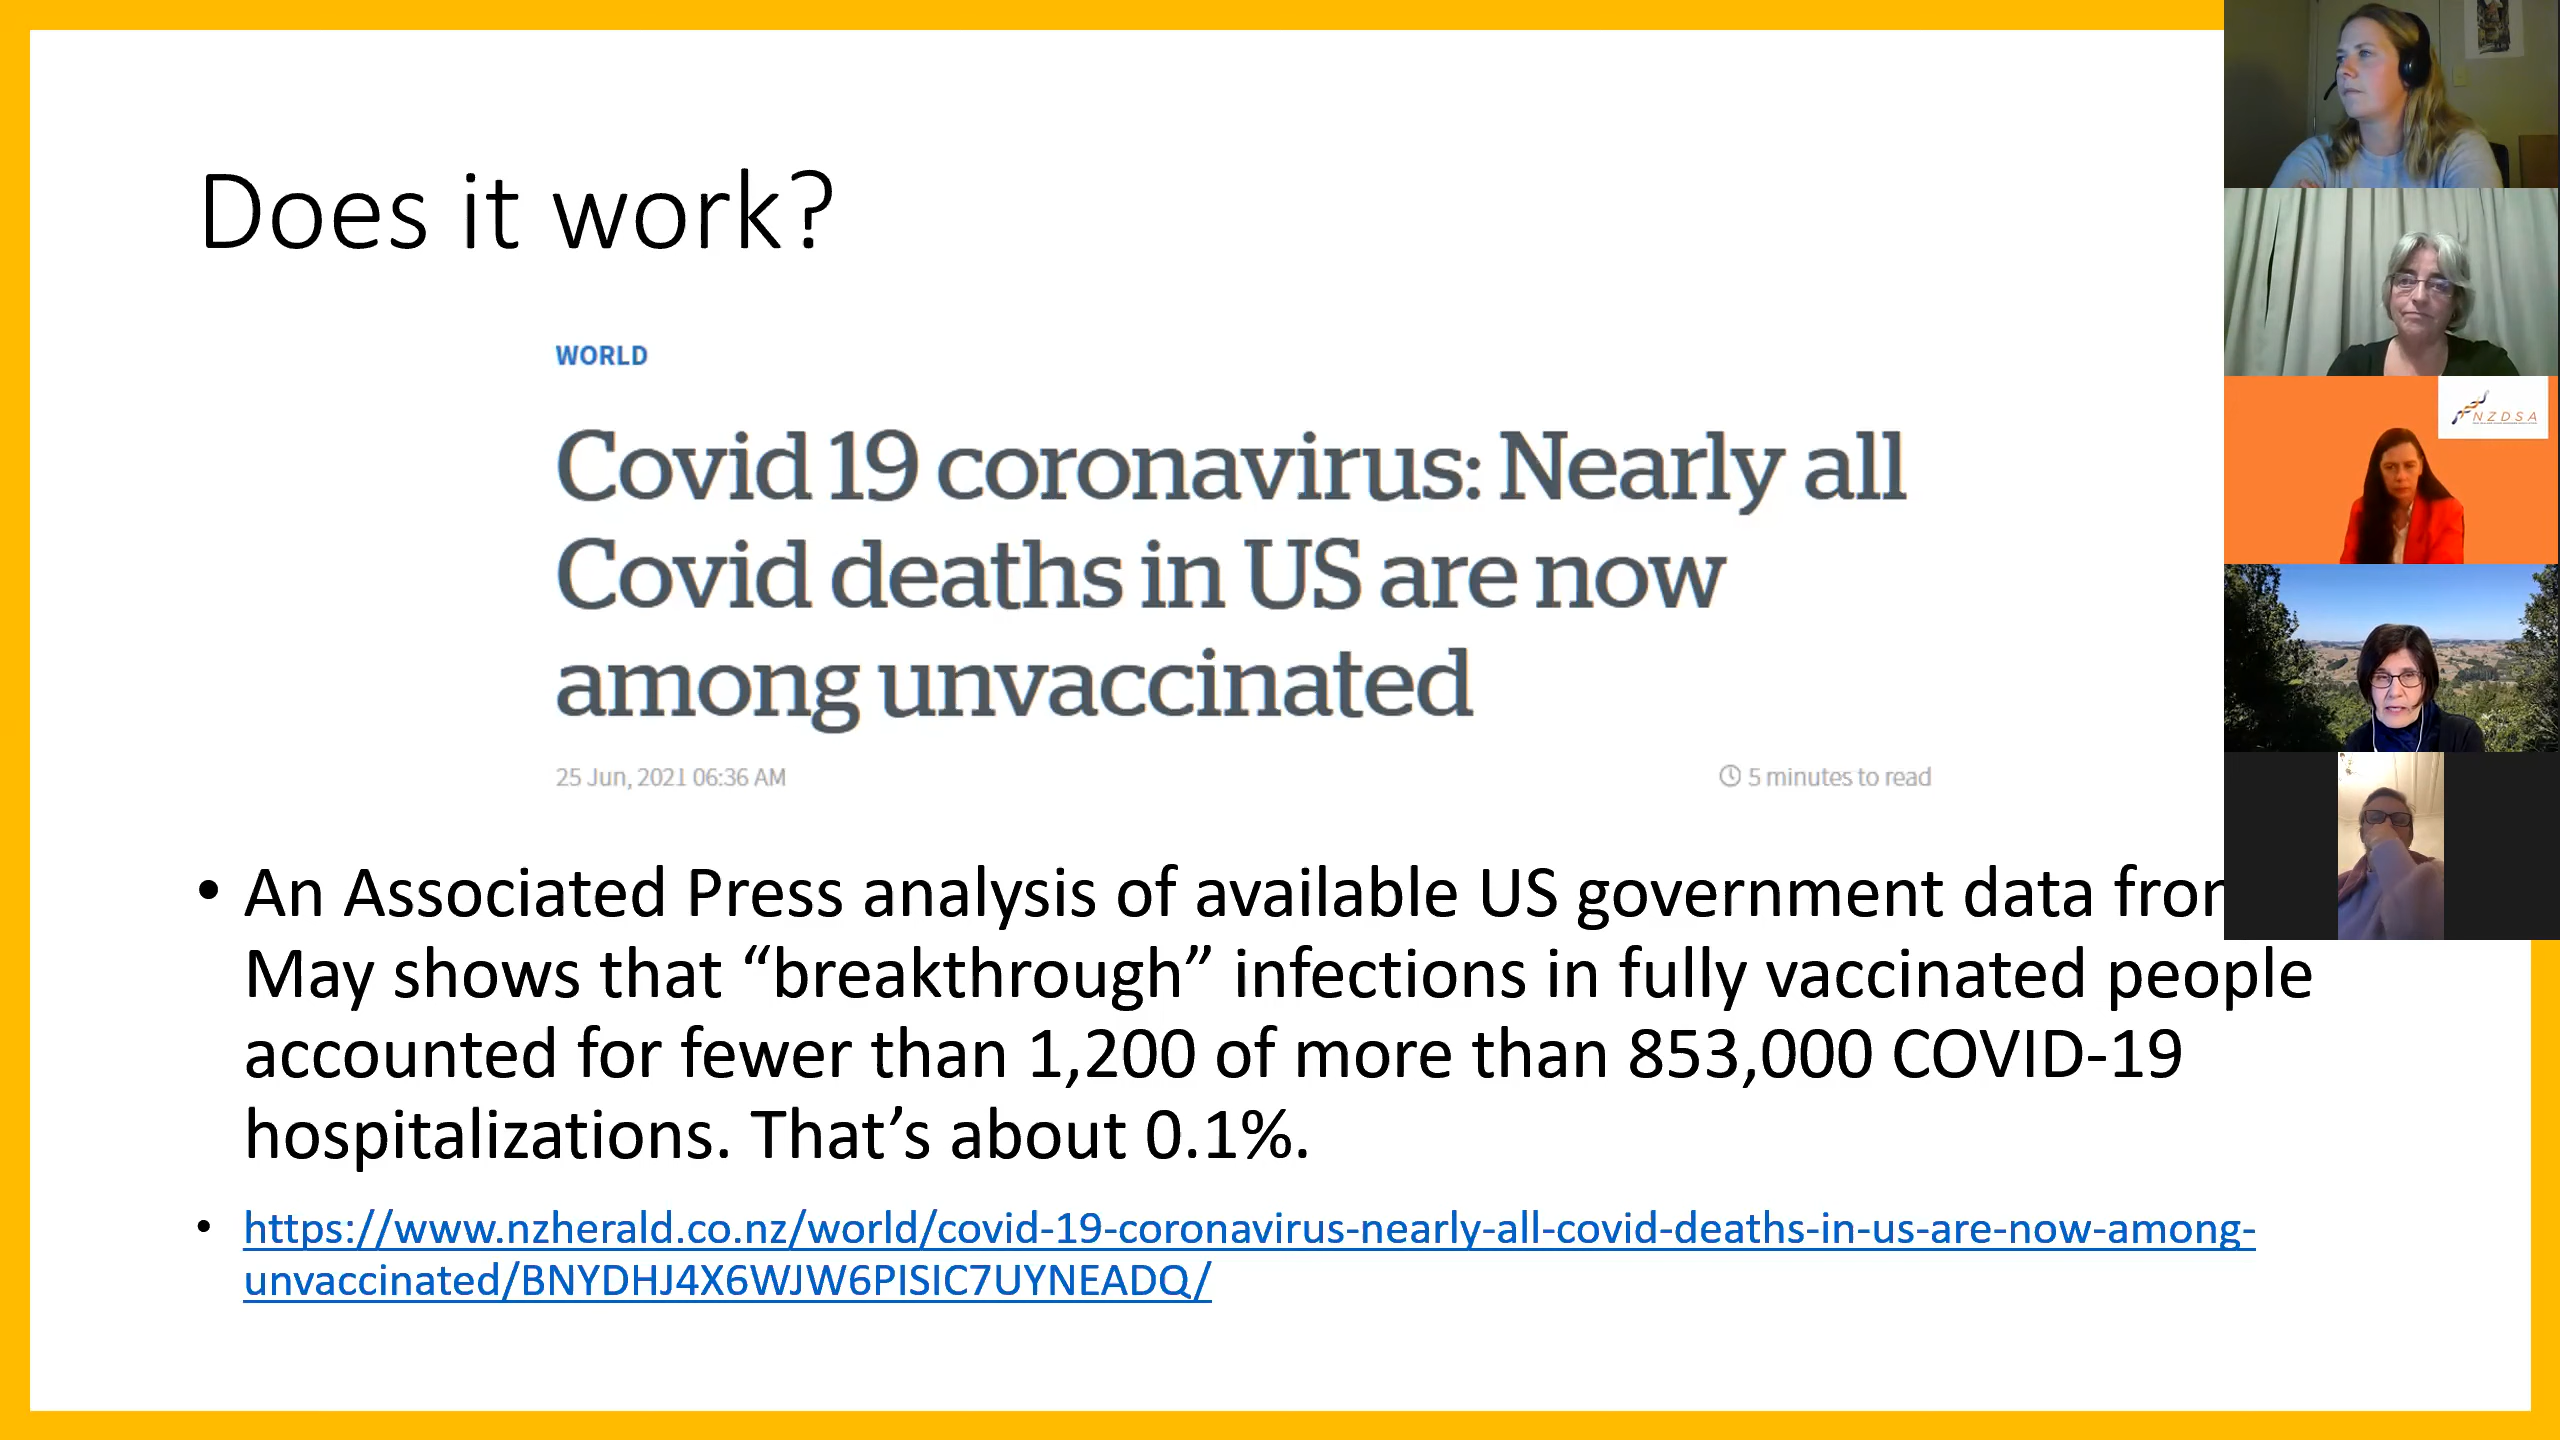 Does it work?
WORLD
Covid 19 coronavirus: Nearly all
Covid deaths in US are now
among unvaccinated
25 Jun, 2021 06:36 AM
5 minutes to read
• An Associated Press analysis of available US government data
May shows that “breakthrough” infections in fully vaccinated people
accounted for fewer than 1,200 of more than 853,000 COVID-19
hospitalizations. That’s about 0.1%.
• https://www.nzherald.co.nz/world/covid-19-coronavirus-nearly-all-covid-deaths-in-us-are-now-among-
unvaccinated/BNYDHJ4X6WJW6PISIC7UYNEADQ/
NZDSA